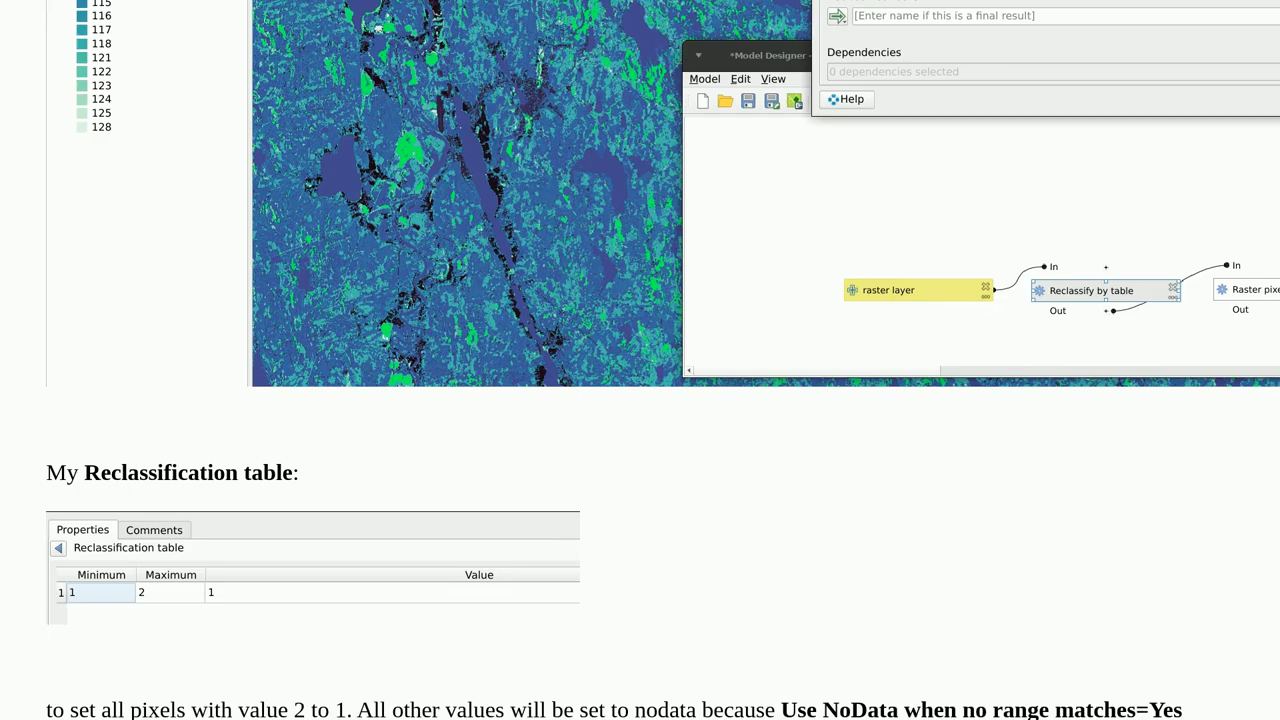 115
116
117
118
121
122
123
124
125
128
[Enter name if this is a final result]
Dependencies
0 dependencies selected
Help
*Model Designer -
Model Edit View
In
raster layer
Reclassify by table
Out
In
Raster pixe
Out
My Reclassification table:
Properties Comments
Reclassification table
Minimum Maximum Value
1 1 2 1
to set all pixels with value 2 to 1. All other values will be set to nodata because Use NoData when no range matches=Yes